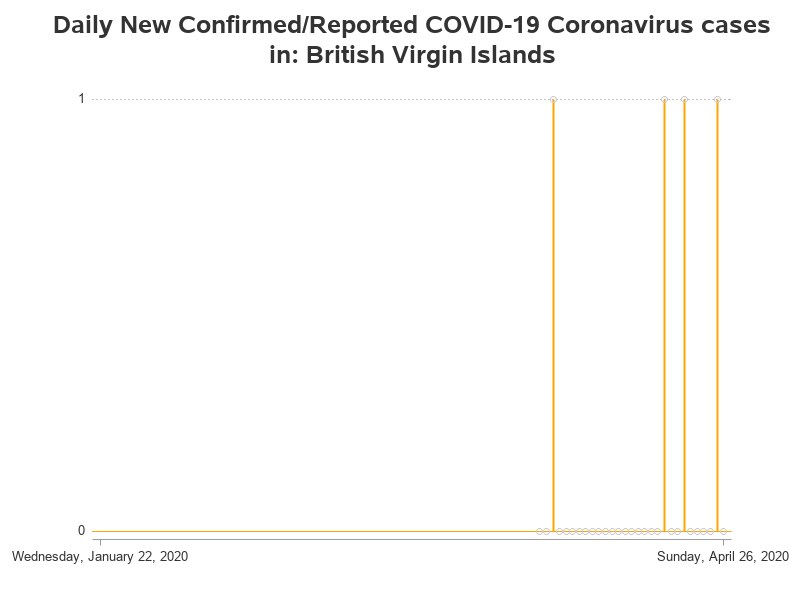 Daily New Confirmed/Reported COVID-19 Coronavirus cases
in: British Virgin Islands
1
0
Wednesday, January 22, 2020
Sunday, April 26, 2020